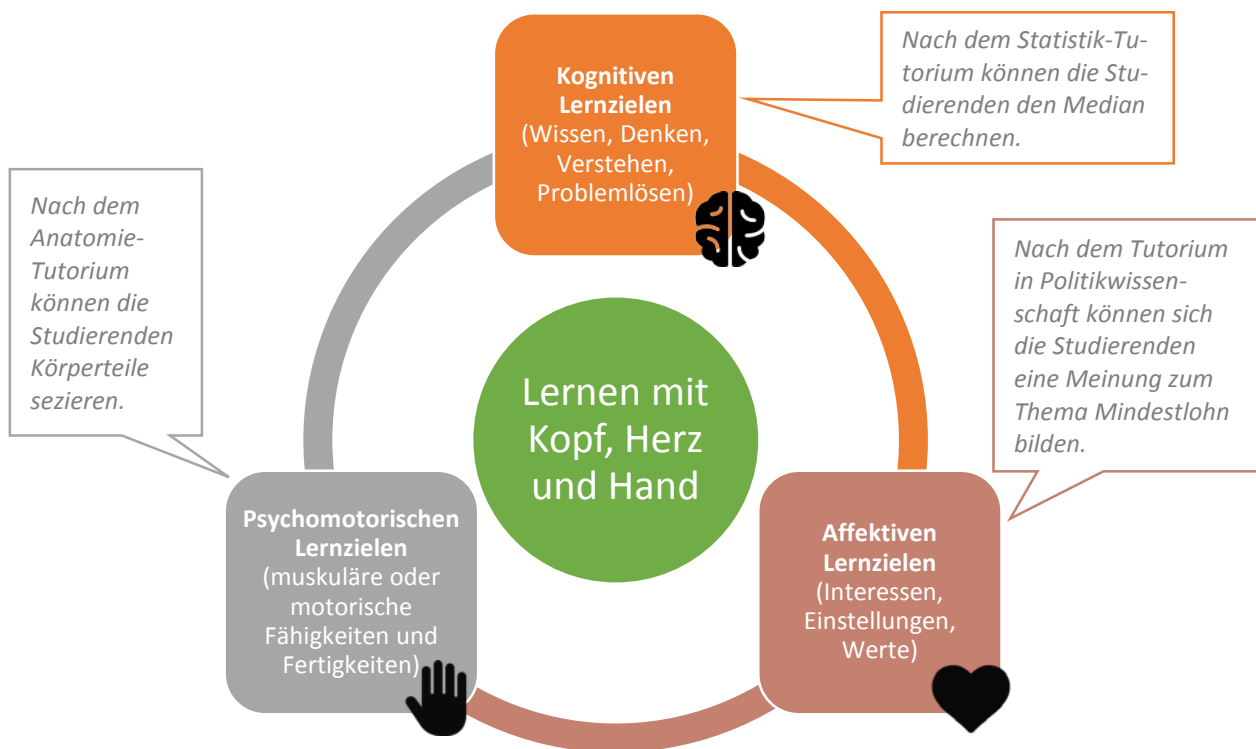 Kognitiven
Lernzielen
(Wissen, Denken,
Verstehen,
Problemlösen)
Nach dem Statistik-Tu-
torium können die Stu-
dierenden den Median
berechnen.
Nach dem
Anatomie-
Tutorium
können die
Studierenden
Körperteile
sezieren.
Nach dem Tutorium
in Politikwissen-
schaft können sich
die Studierenden
eine Meinung zum
Thema Mindestlohn
bilden.
Lernen mit
Kopf, Herz
und Hand
Psychomotorischen
Lernzielen
(muskuläre oder
motorische
Fähigkeiten und
Fertigkeiten)
Affektiven
Lernzielen
(Interessen,
Einstellungen,
Werte)